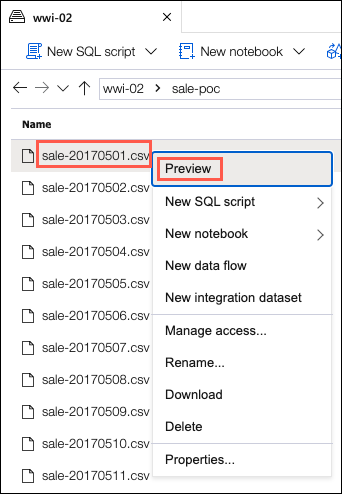 wwi-02
New SQL script
New notebook
wwi-02
sale-poc
Name
sale-20170501.csv
Preview
sale-20170502.csv
New SQL script
sale-20170503.csv
New notebook
sale-20170504.csv
New data flow
sale-20170505.csv
New integration dataset
sale-20170506.csv
Manage access...
sale-20170507.csv
Rename...
sale-20170508.csv
Download
sale-20170509.csv
Delete
sale-20170510.csv
Properties...
sale-20170511.csv